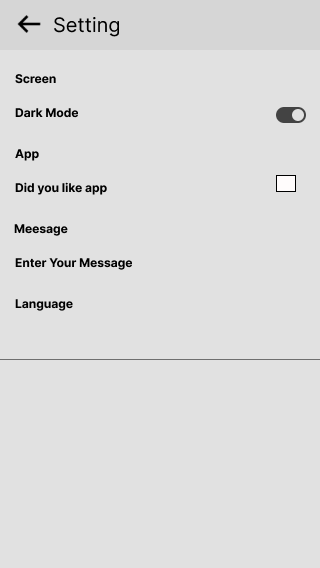 Setting
Screen
Dark Mode
App
Did you like app
Meesage
Enter Your Message
Language